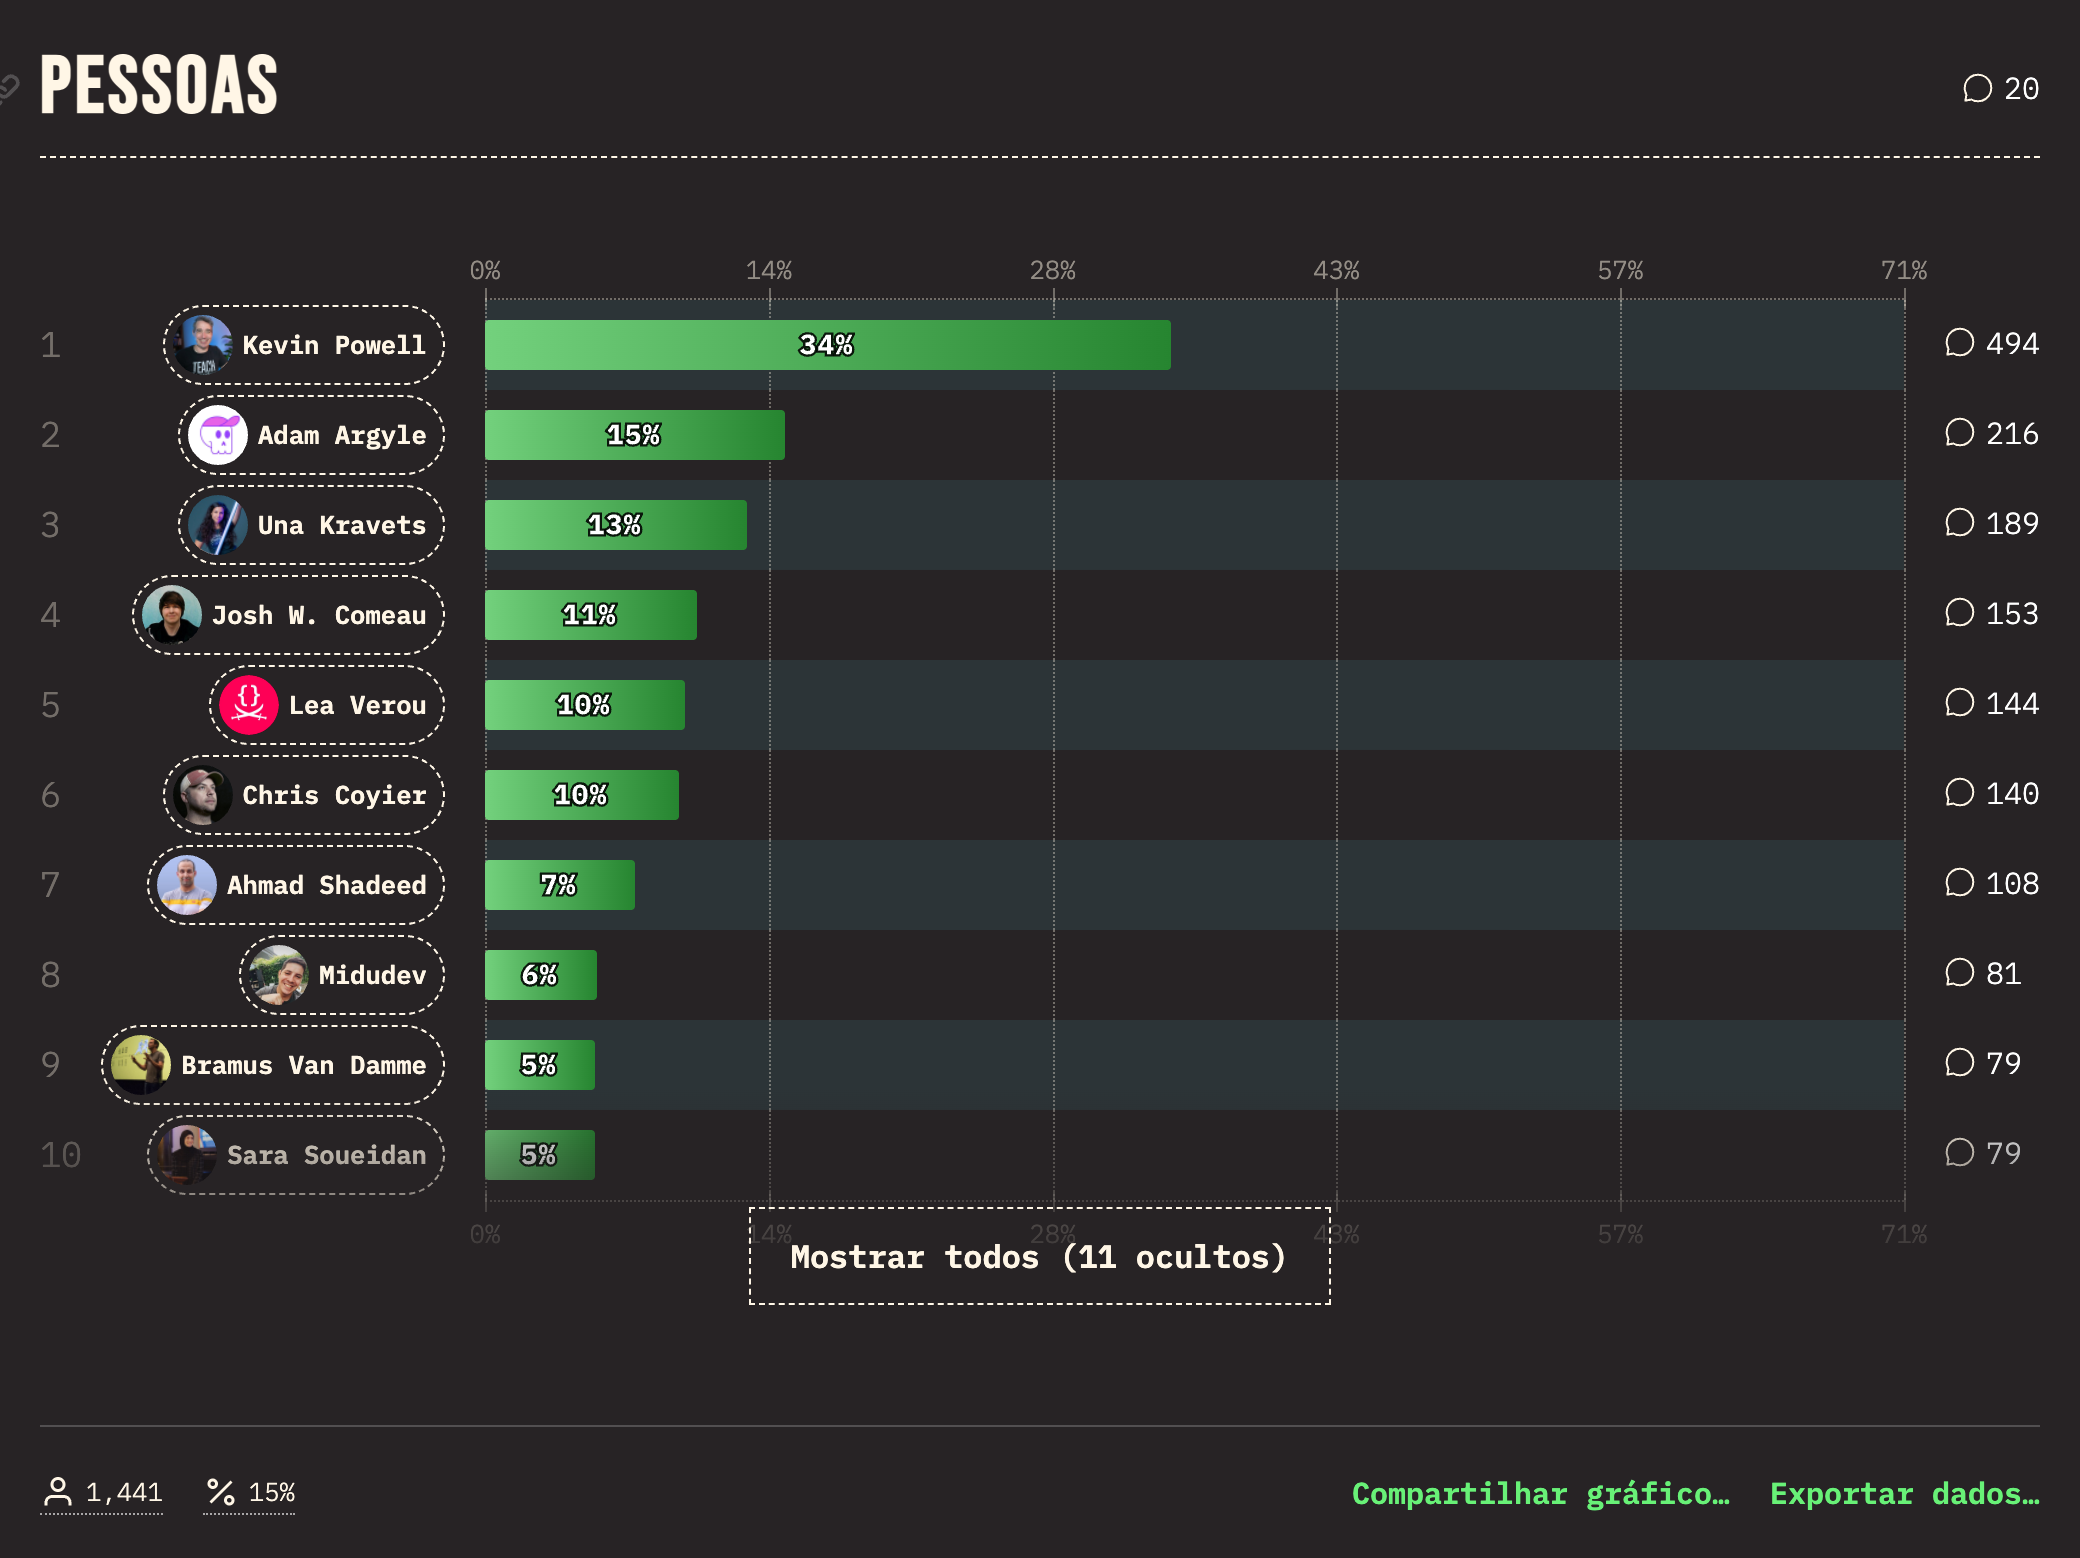 PESSOAS
20
0% 14% 28% 43% 57% 71%
1 Kevin Powell 34% 494
2 Adam Argyle 15% 216
3 Una Kravets 13% 189
4 Josh W. Comeau 11% 153
5 Lea Verou 10% 144
6 Chris Coyier 10% 140
7 Ahmad Shadeed 7% 108
8 Midudev 6% 81
9 Bramus Van Damme 5% 79
10 Sara Soueidan 5% 79
0% 14% 28% 43% 57% 71%
Mostrar todos (11 ocultos)
1,441 15% Compartilhar gráfico… Exportar dados…